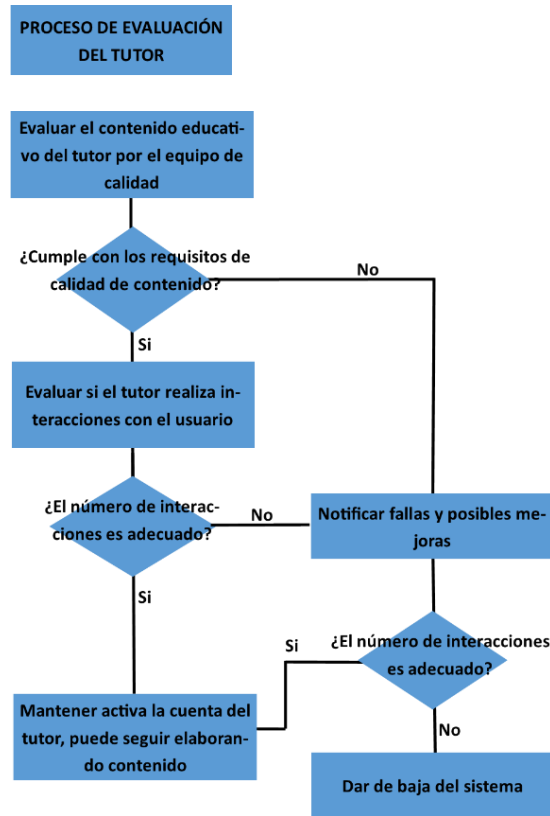 PROCESO DE EVALUACIÓN
DEL TUTOR
Evaluar el contenido educati-
vo del tutor por el equipo de
calidad
¿Cumple con los requisitos de
calidad de contenido?
No
Si
Evaluar si el tutor realiza in-
teracciones con el usuario
¿El número de interac-
ciones es adecuado?
No
Notificar fallas y posibles me-
joras
Si
¿El número de interacciones
es adecuado?
Si
Mantener activa la cuenta del
tutor, puede seguir elaboran-
do contenido
No
Dar de baja del sistema